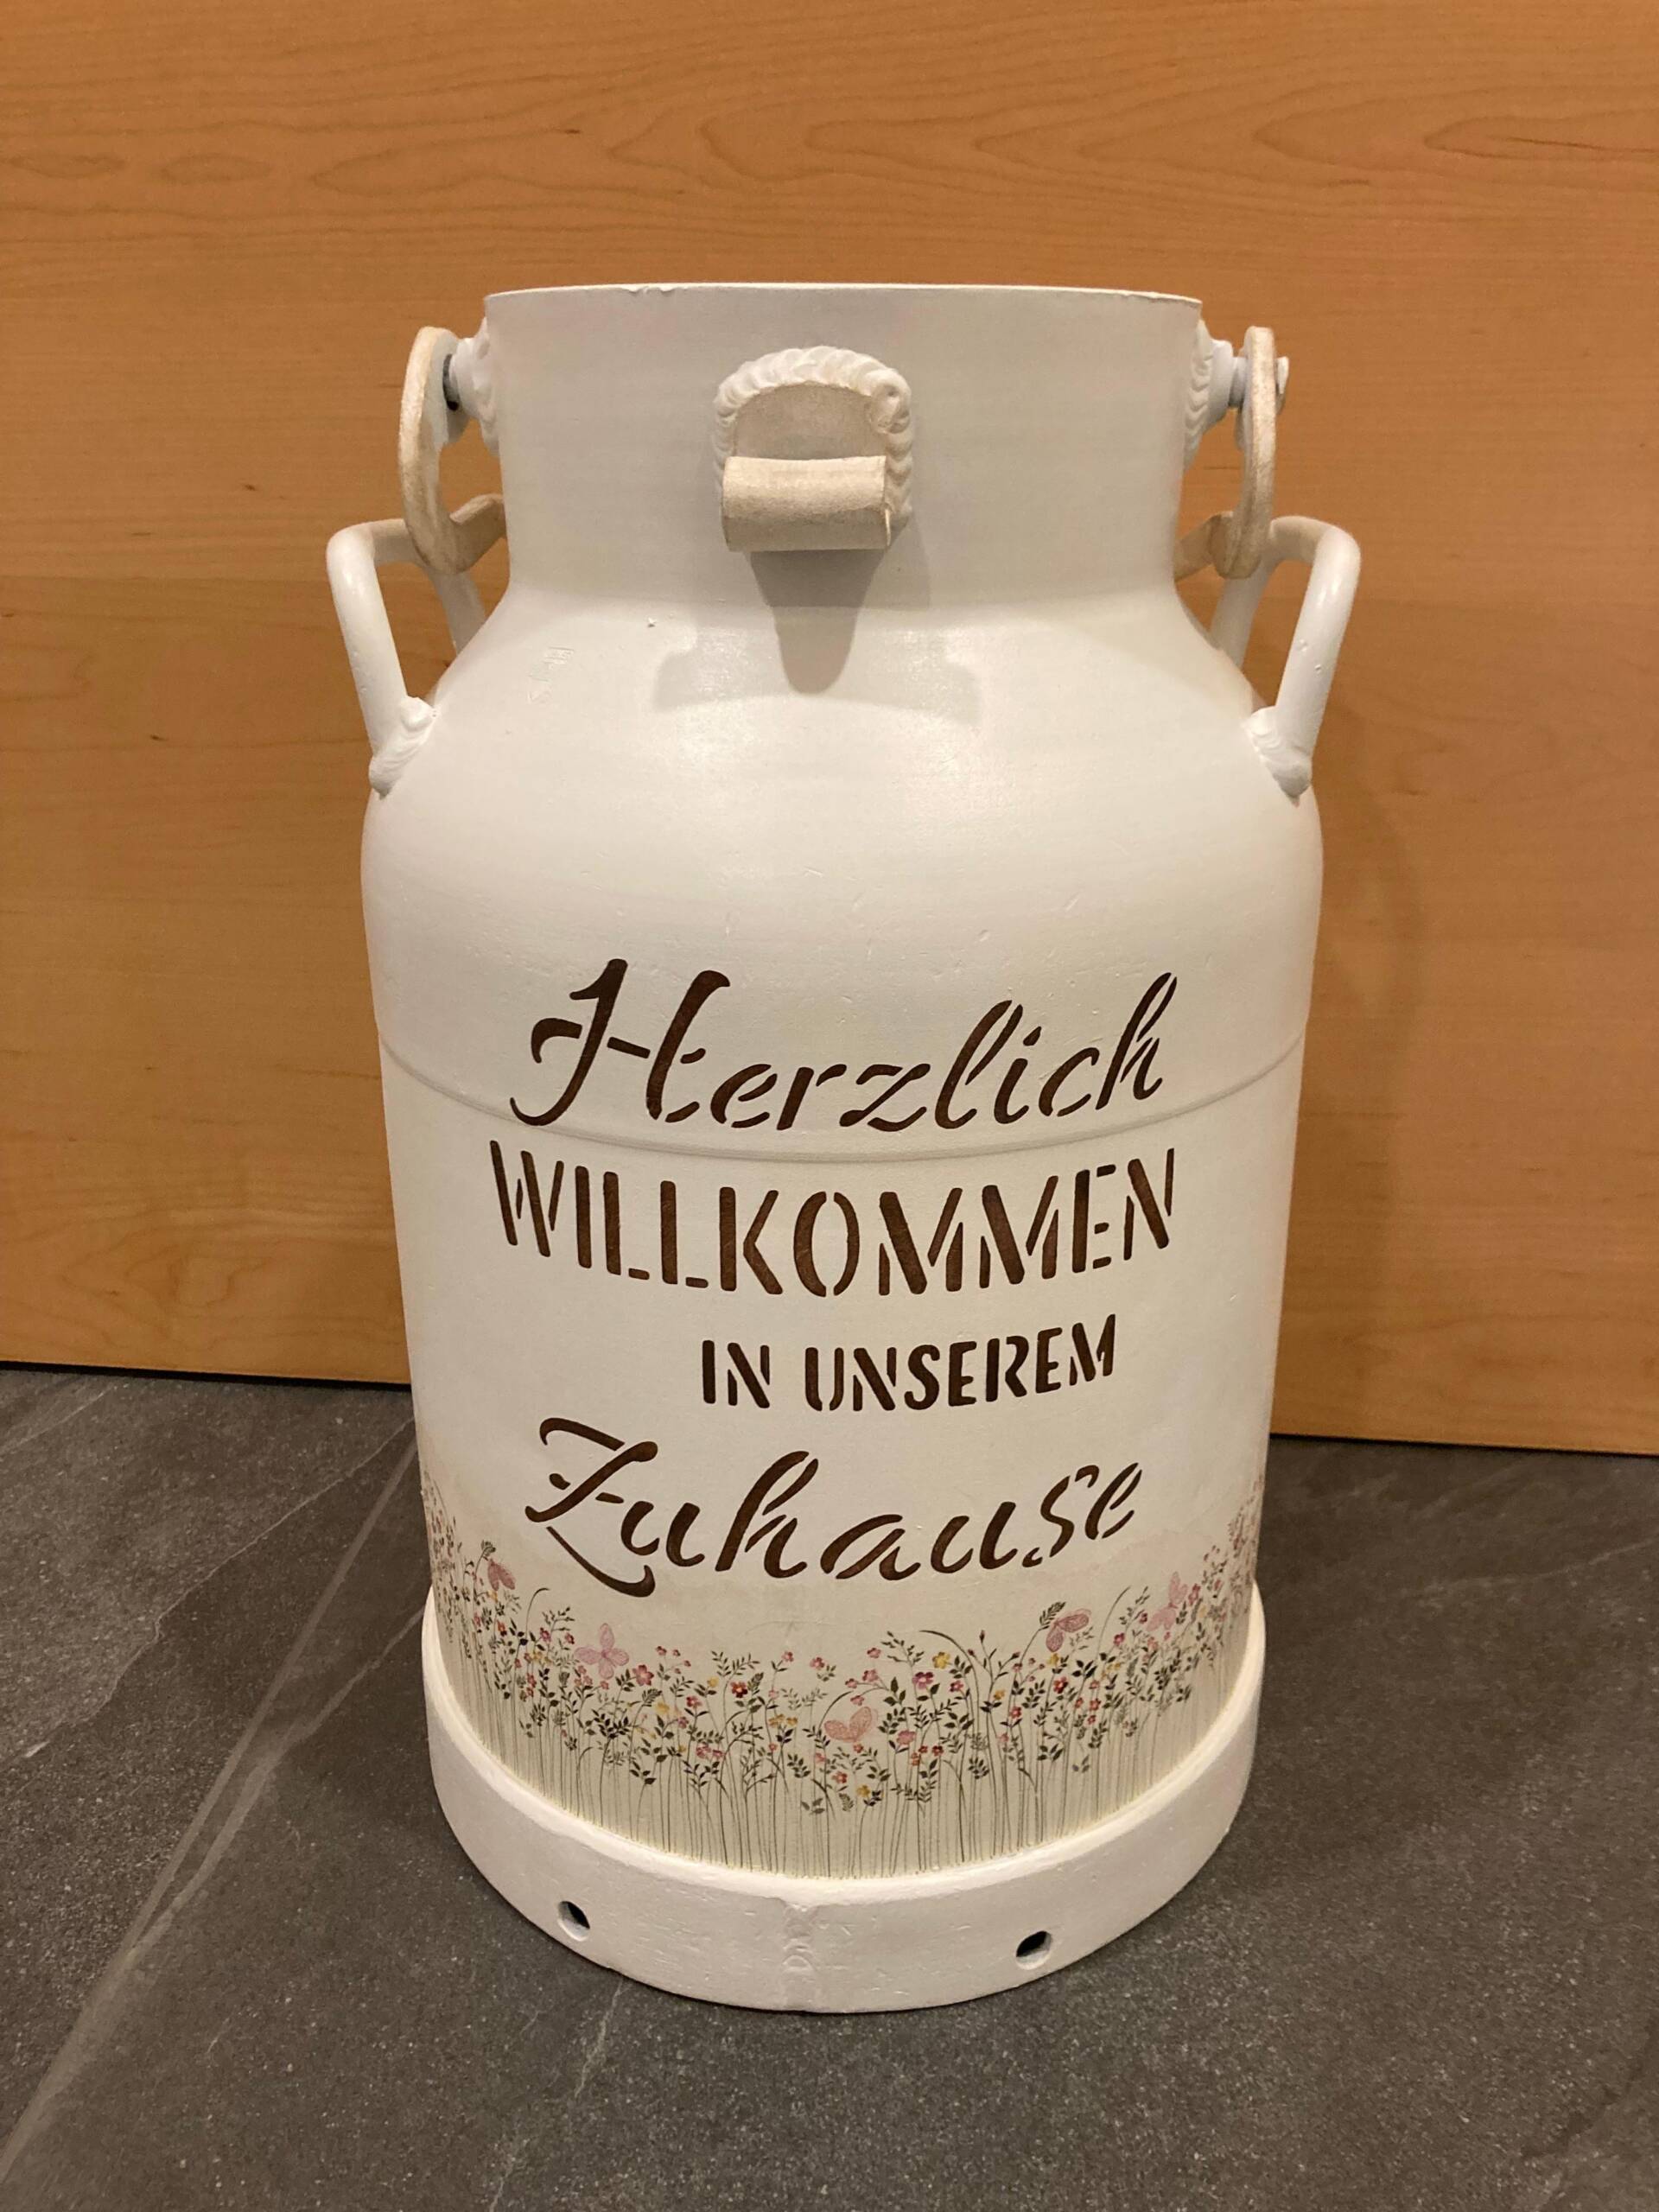 Herzlich
WILLKOMMEN
IN UNSEREM
Zuhause